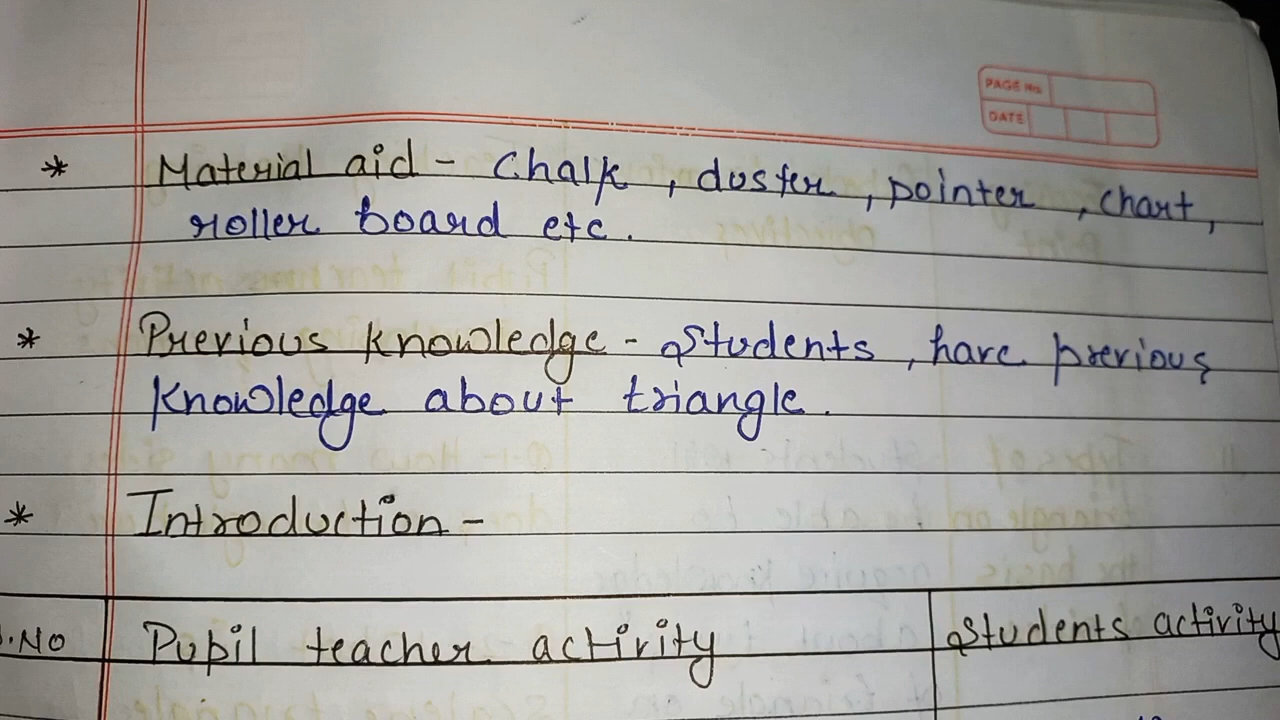 PAGE No.
DATE
* Material aid - Chalk, duster, pointer, chart,
roller board etc.
* Previous knowledge - Students, have previous
knowledge about triangle.
* Introduction -
S.No Pupil teacher activity Students activity